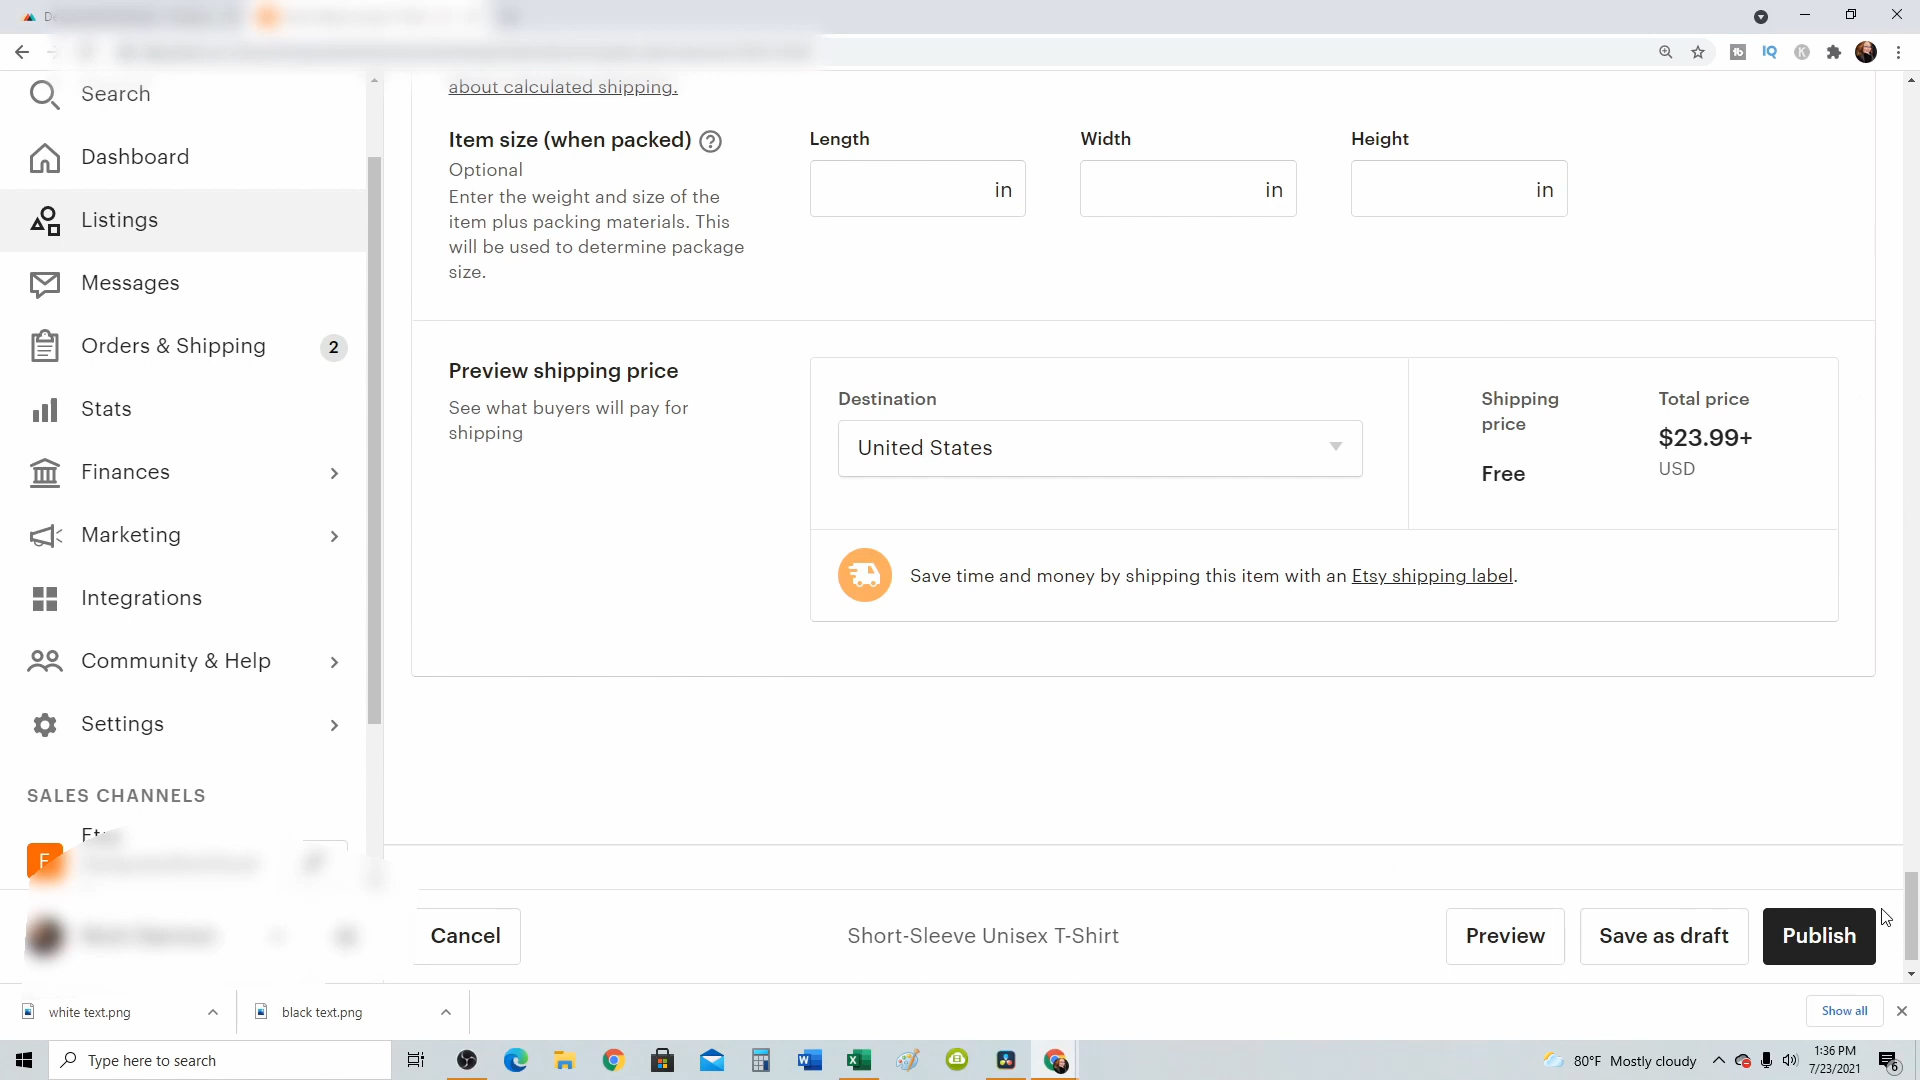 Search
Dashboard
Listings
Messages
Orders & Shipping 2
Stats
Finances
Marketing
Integrations
Community & Help
Settings
SALES CHANNELS
E
about calculated shipping.
Item size (when packed) ?
Optional
Enter the weight and size of the
item plus packing materials. This
will be used to determine package
size.
Length
in
Width
in
Height
in
Preview shipping price
See what buyers will pay for
shipping
Destination
United States
Shipping
price
Free
Total price
$23.99+
USD
Save time and money by shipping this item with an Etsy shipping label.
Cancel
Short-Sleeve Unisex T-Shirt
Preview
Save as draft
Publish
white text.png
black text.png
Show all
Type here to search
80°F Mostly cloudy
1:36 PM
7/23/2021
6